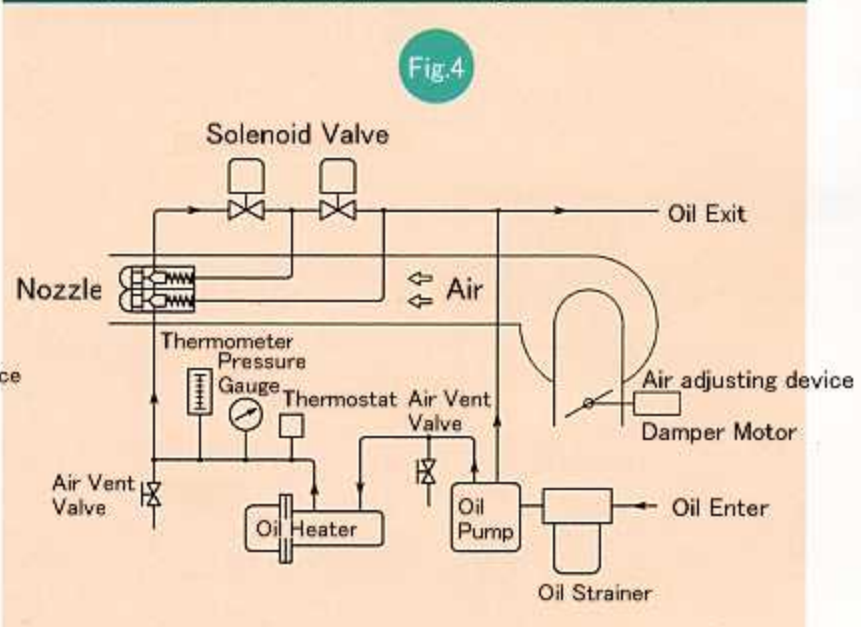 Fig.4
Solenoid Valve
Oil Exit
Nozzle
Air
Thermometer
Pressure
Gauge
Thermostat
Air Vent
Valve
Air adjusting device
Damper Motor
Air Vent
Valve
Oil Heater
Oil
Pump
Oil Enter
Oil Strainer
ce